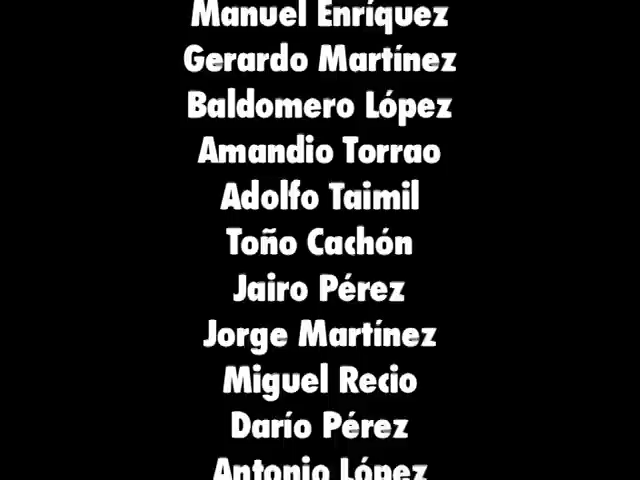 Manuel Enríquez
Gerardo Martínez
Baldomero López
Amandio Torrao
Adolfo Taimil
Toño Cachón
Jairo Pérez
Jorge Martínez
Miguel Recio
Darío Pérez
Antonio López